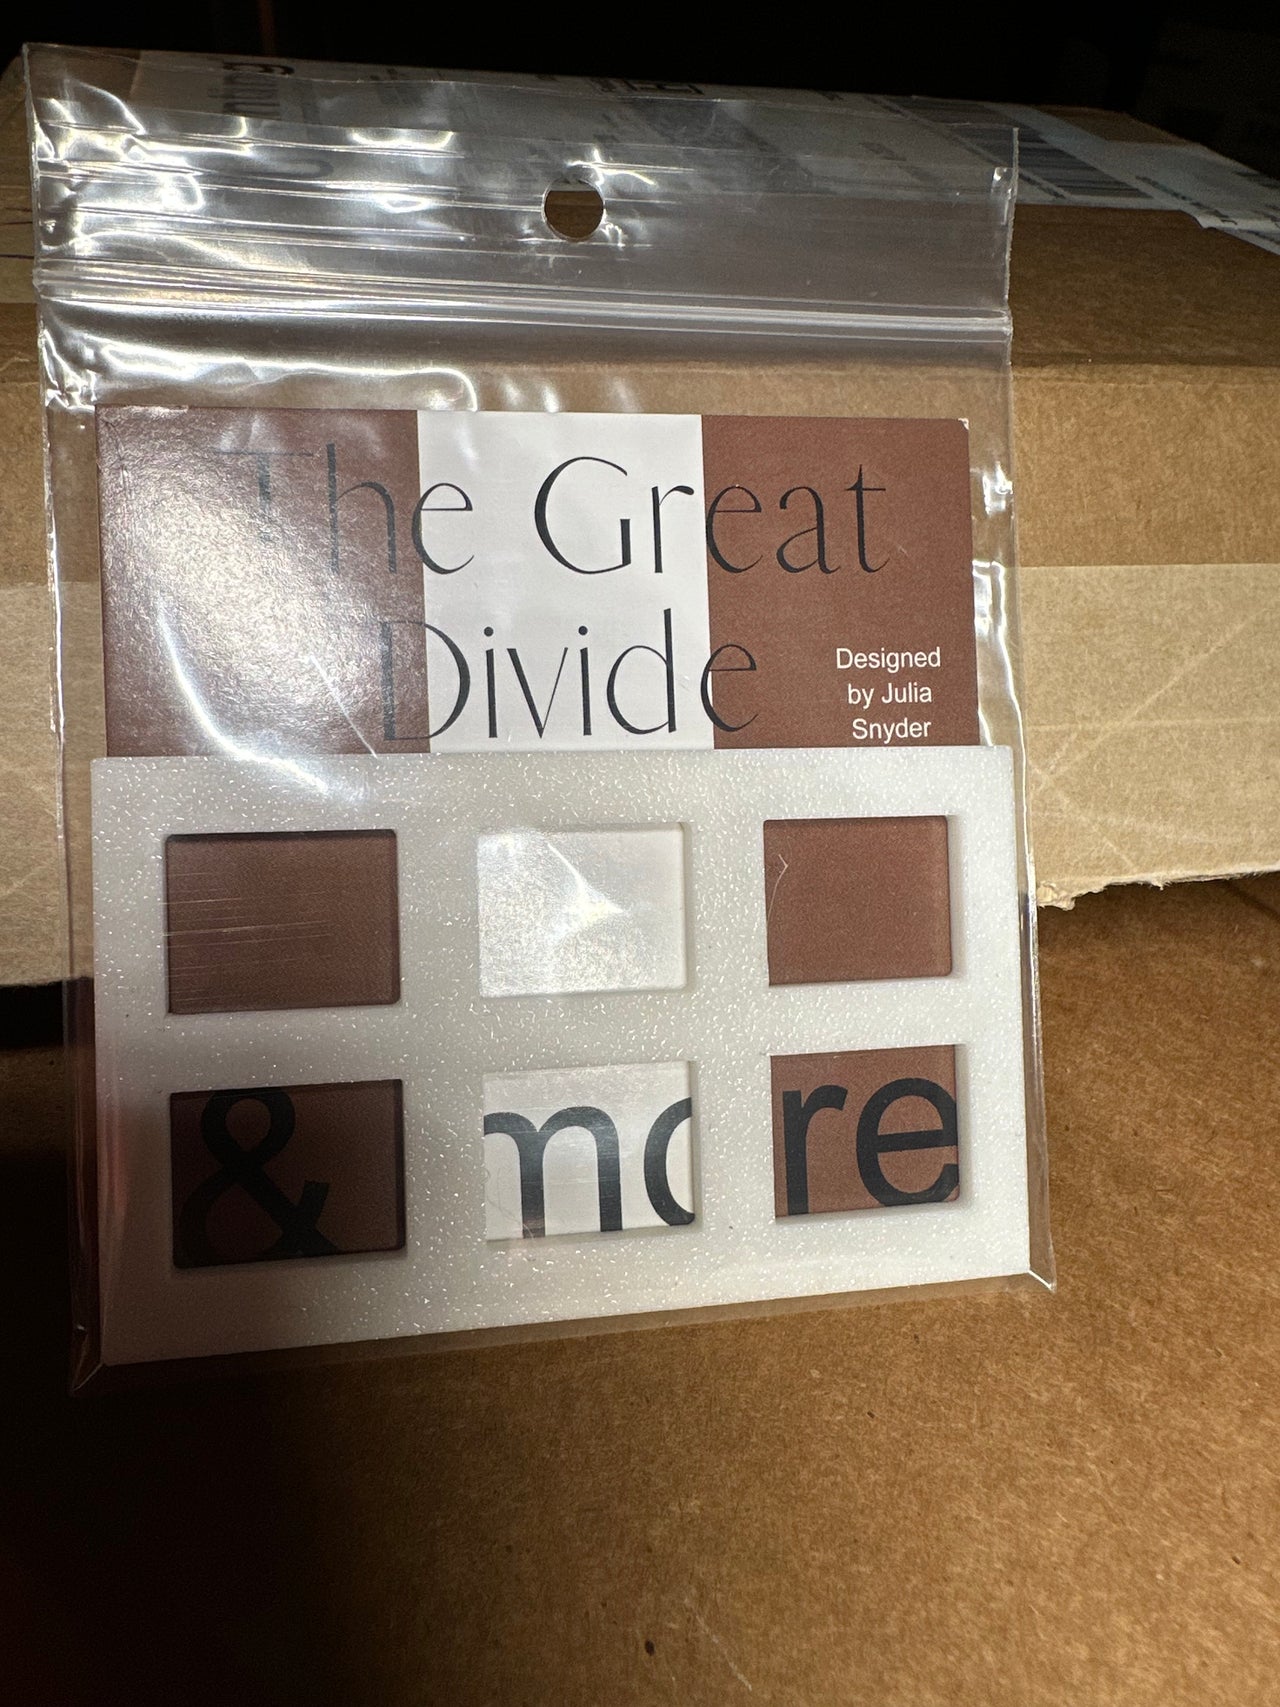 The Great
Divide
Designed
by Julia
Snyder
& more